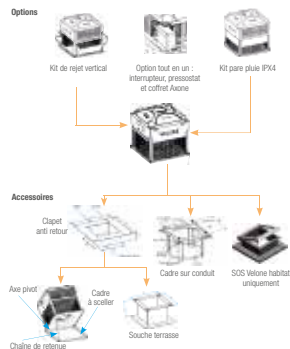 Options
Kit de rejet vertical
Option tout en un :
interrupteur, pressostat
et coffret Axone
Kit pare pluie IPX4
Accessoires
Clapet
anti retour
Cadre sur conduit
SOS Velone habitat
uniquement
Axe pivot
Cadre
à sceller
Chaîne de retenue
Souche terrasse